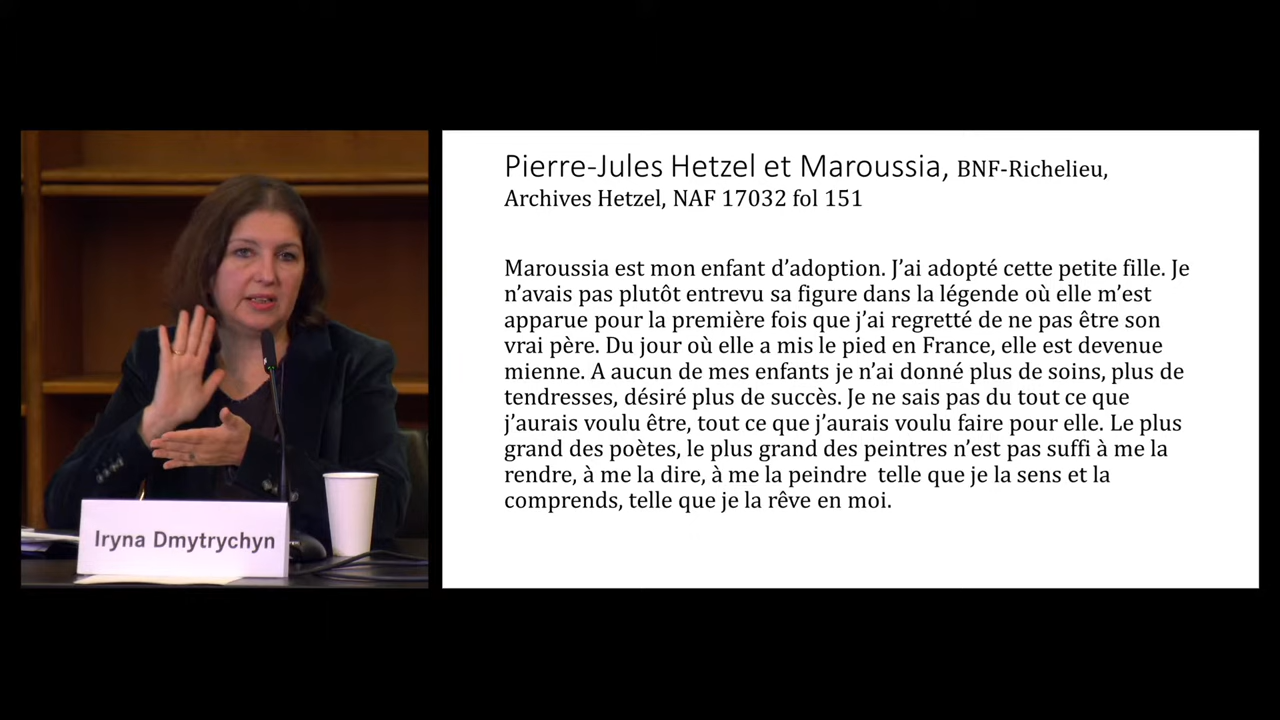 Pierre-Jules Hetzel et Maroussia, BNF-Richelieu,
Archives Hetzel, NAF 17032 fol 151
Maroussia est mon enfant d’adoption. J’ai adopté cette petite fille. Je
n’avais pas plutôt entrevu sa figure dans la légende où elle m’est
apparue pour la première fois que j’ai regretté de ne pas être son
vrai père. Du jour où elle a mis le pied en France, elle est devenue
mienne. A aucun de mes enfants je n’ai donné plus de soins, plus de
tendresses, désiré plus de succès. Je ne sais pas du tout ce que
j’aurais voulu être, tout ce que j’aurais voulu faire pour elle. Le plus
grand des poètes, le plus grand des peintres n’est pas suffi à me la
rendre, à me la dire, à me la peindre telle que je la sens et la
comprends, telle que je la rêve en moi.
Iryna Dmytrychyn